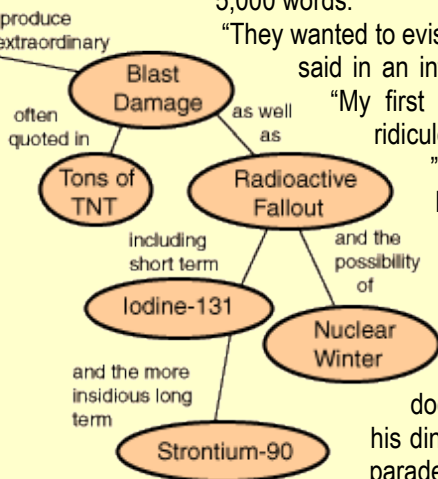 produce
extraordinary
Blast
Damage
often
quoted in
Tons of
TNT
as well
as
Radioactive
Fallout
including
short term
Iodine-131
and the
possibility
of
Nuclear
Winter
and the more
insidious long
term
Strontium-90
5,000 words.
“They wanted to evis
said in an in
“My first
ridicul
”
do
his din
parade